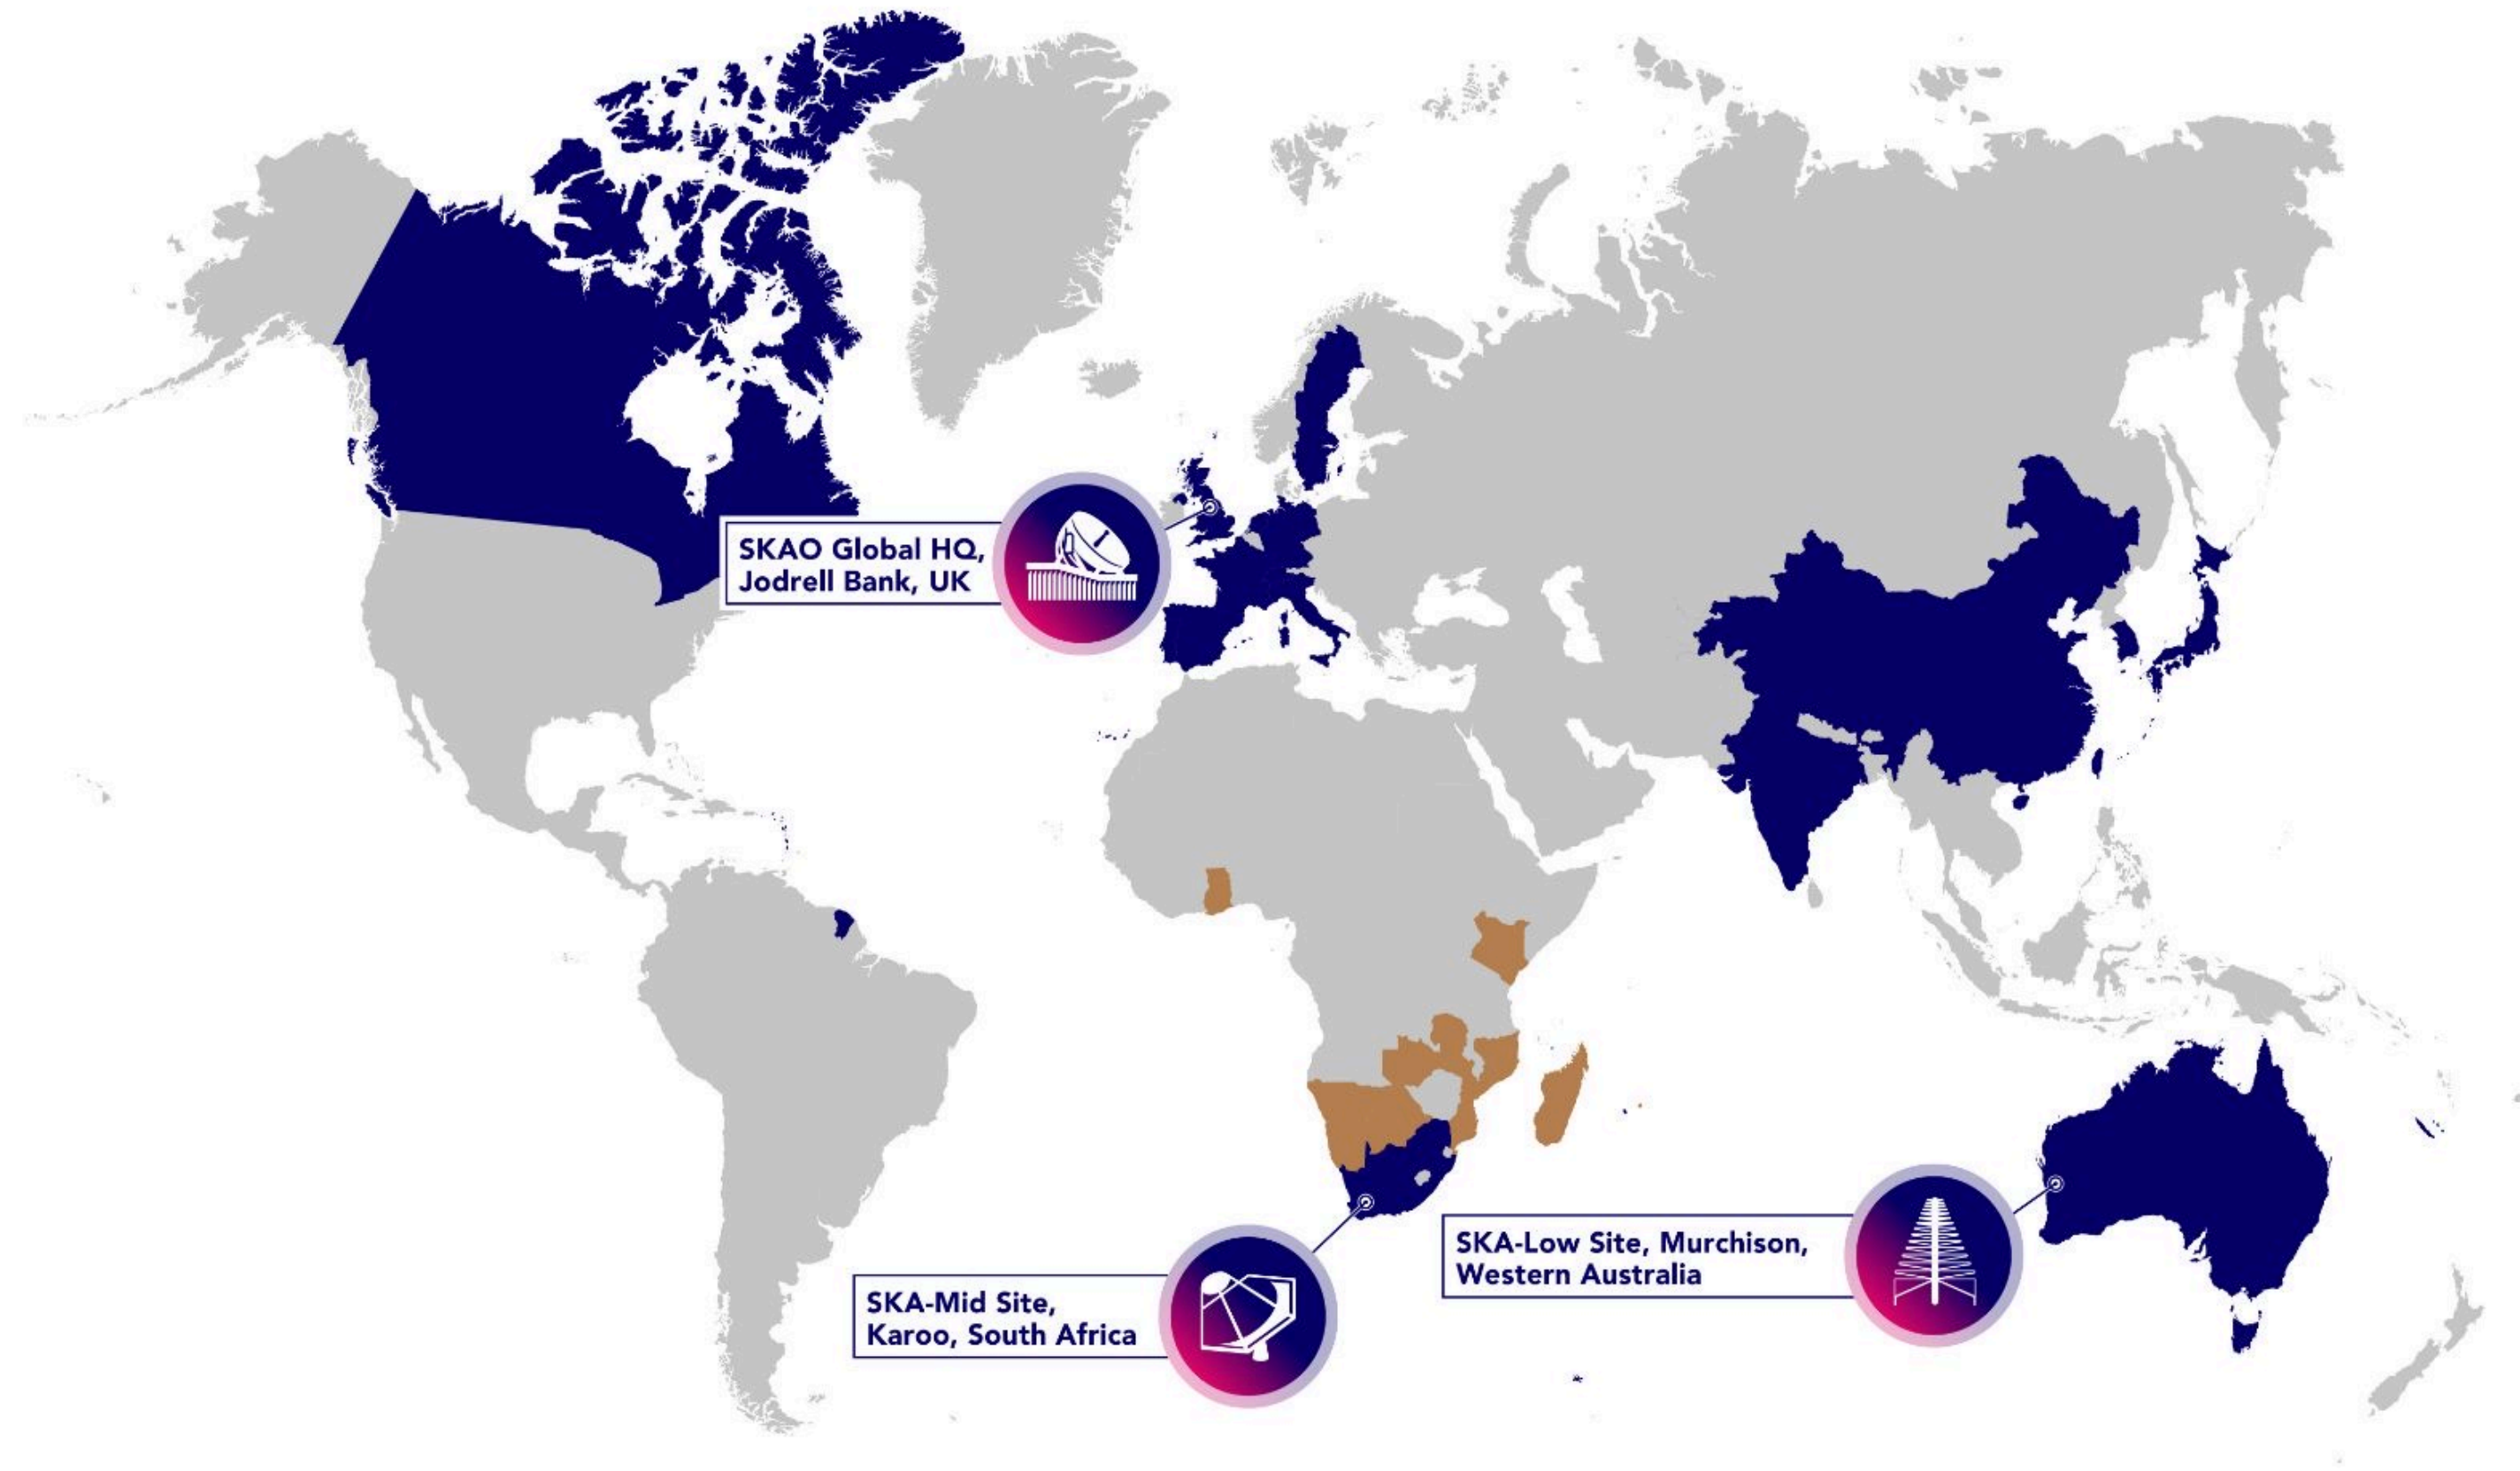 SKAO Global HQ,
Jodrell Bank, UK
SKA-Low Site, Murchison,
Western Australia
SKA-Mid Site,
Karoo, South Africa